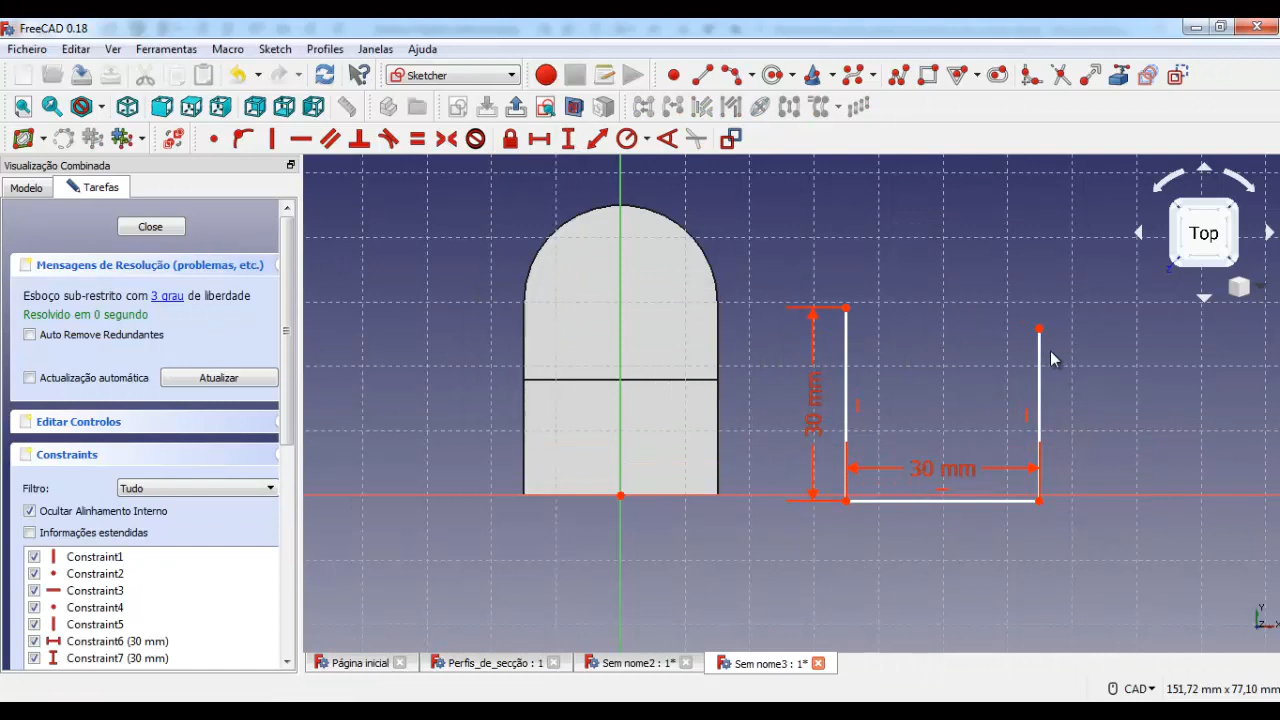 FreeCAD 0.18
Ficheiro Editar Ver Ferramentas Macro Sketch Profiles Janelas Ajuda
Sketcher
Visualização Combinada
Modelo Tarefas
Close
Mensagens de Resolução (problemas, etc.)
Esboço sub-restrito com 3 grau de liberdade
Resolvido em 0 segundo
Auto Remove Redundantes
Actualização automática Atualizar
Editar Controlos
Constraints
Filtro: Tudo
Ocultar Alinhamento Interno
Informações estendidas
Constraint1
Constraint2
Constraint3
Constraint4
Constraint5
Constraint6 (30 mm)
Constraint7 (30 mm)
Top
30 mm
30 mm
Y
Z X
Z
Página inicial Perfis_de_secção : 1 Sem nome2 : 1* Sem nome3 : 1*
CAD 151,72 mm x 77,10 mm